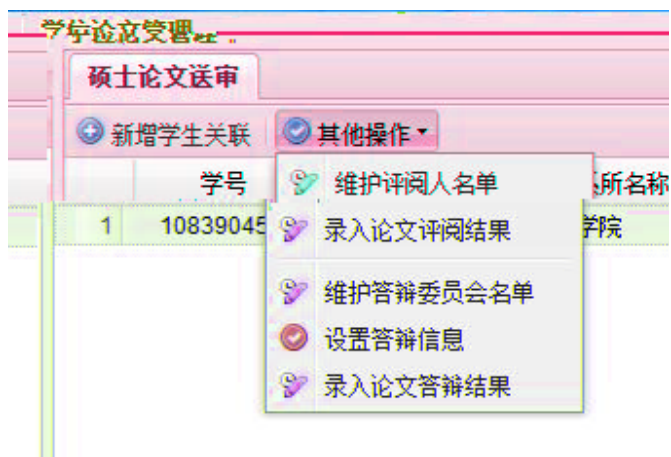 硕士论文送审
新增学生关联 其他操作
学号 所名称
维护评阅人名单
1 10839045 学院
录入论文评阅结果
维护答辩委员会名单
设置答辩信息
录入论文答辩结果